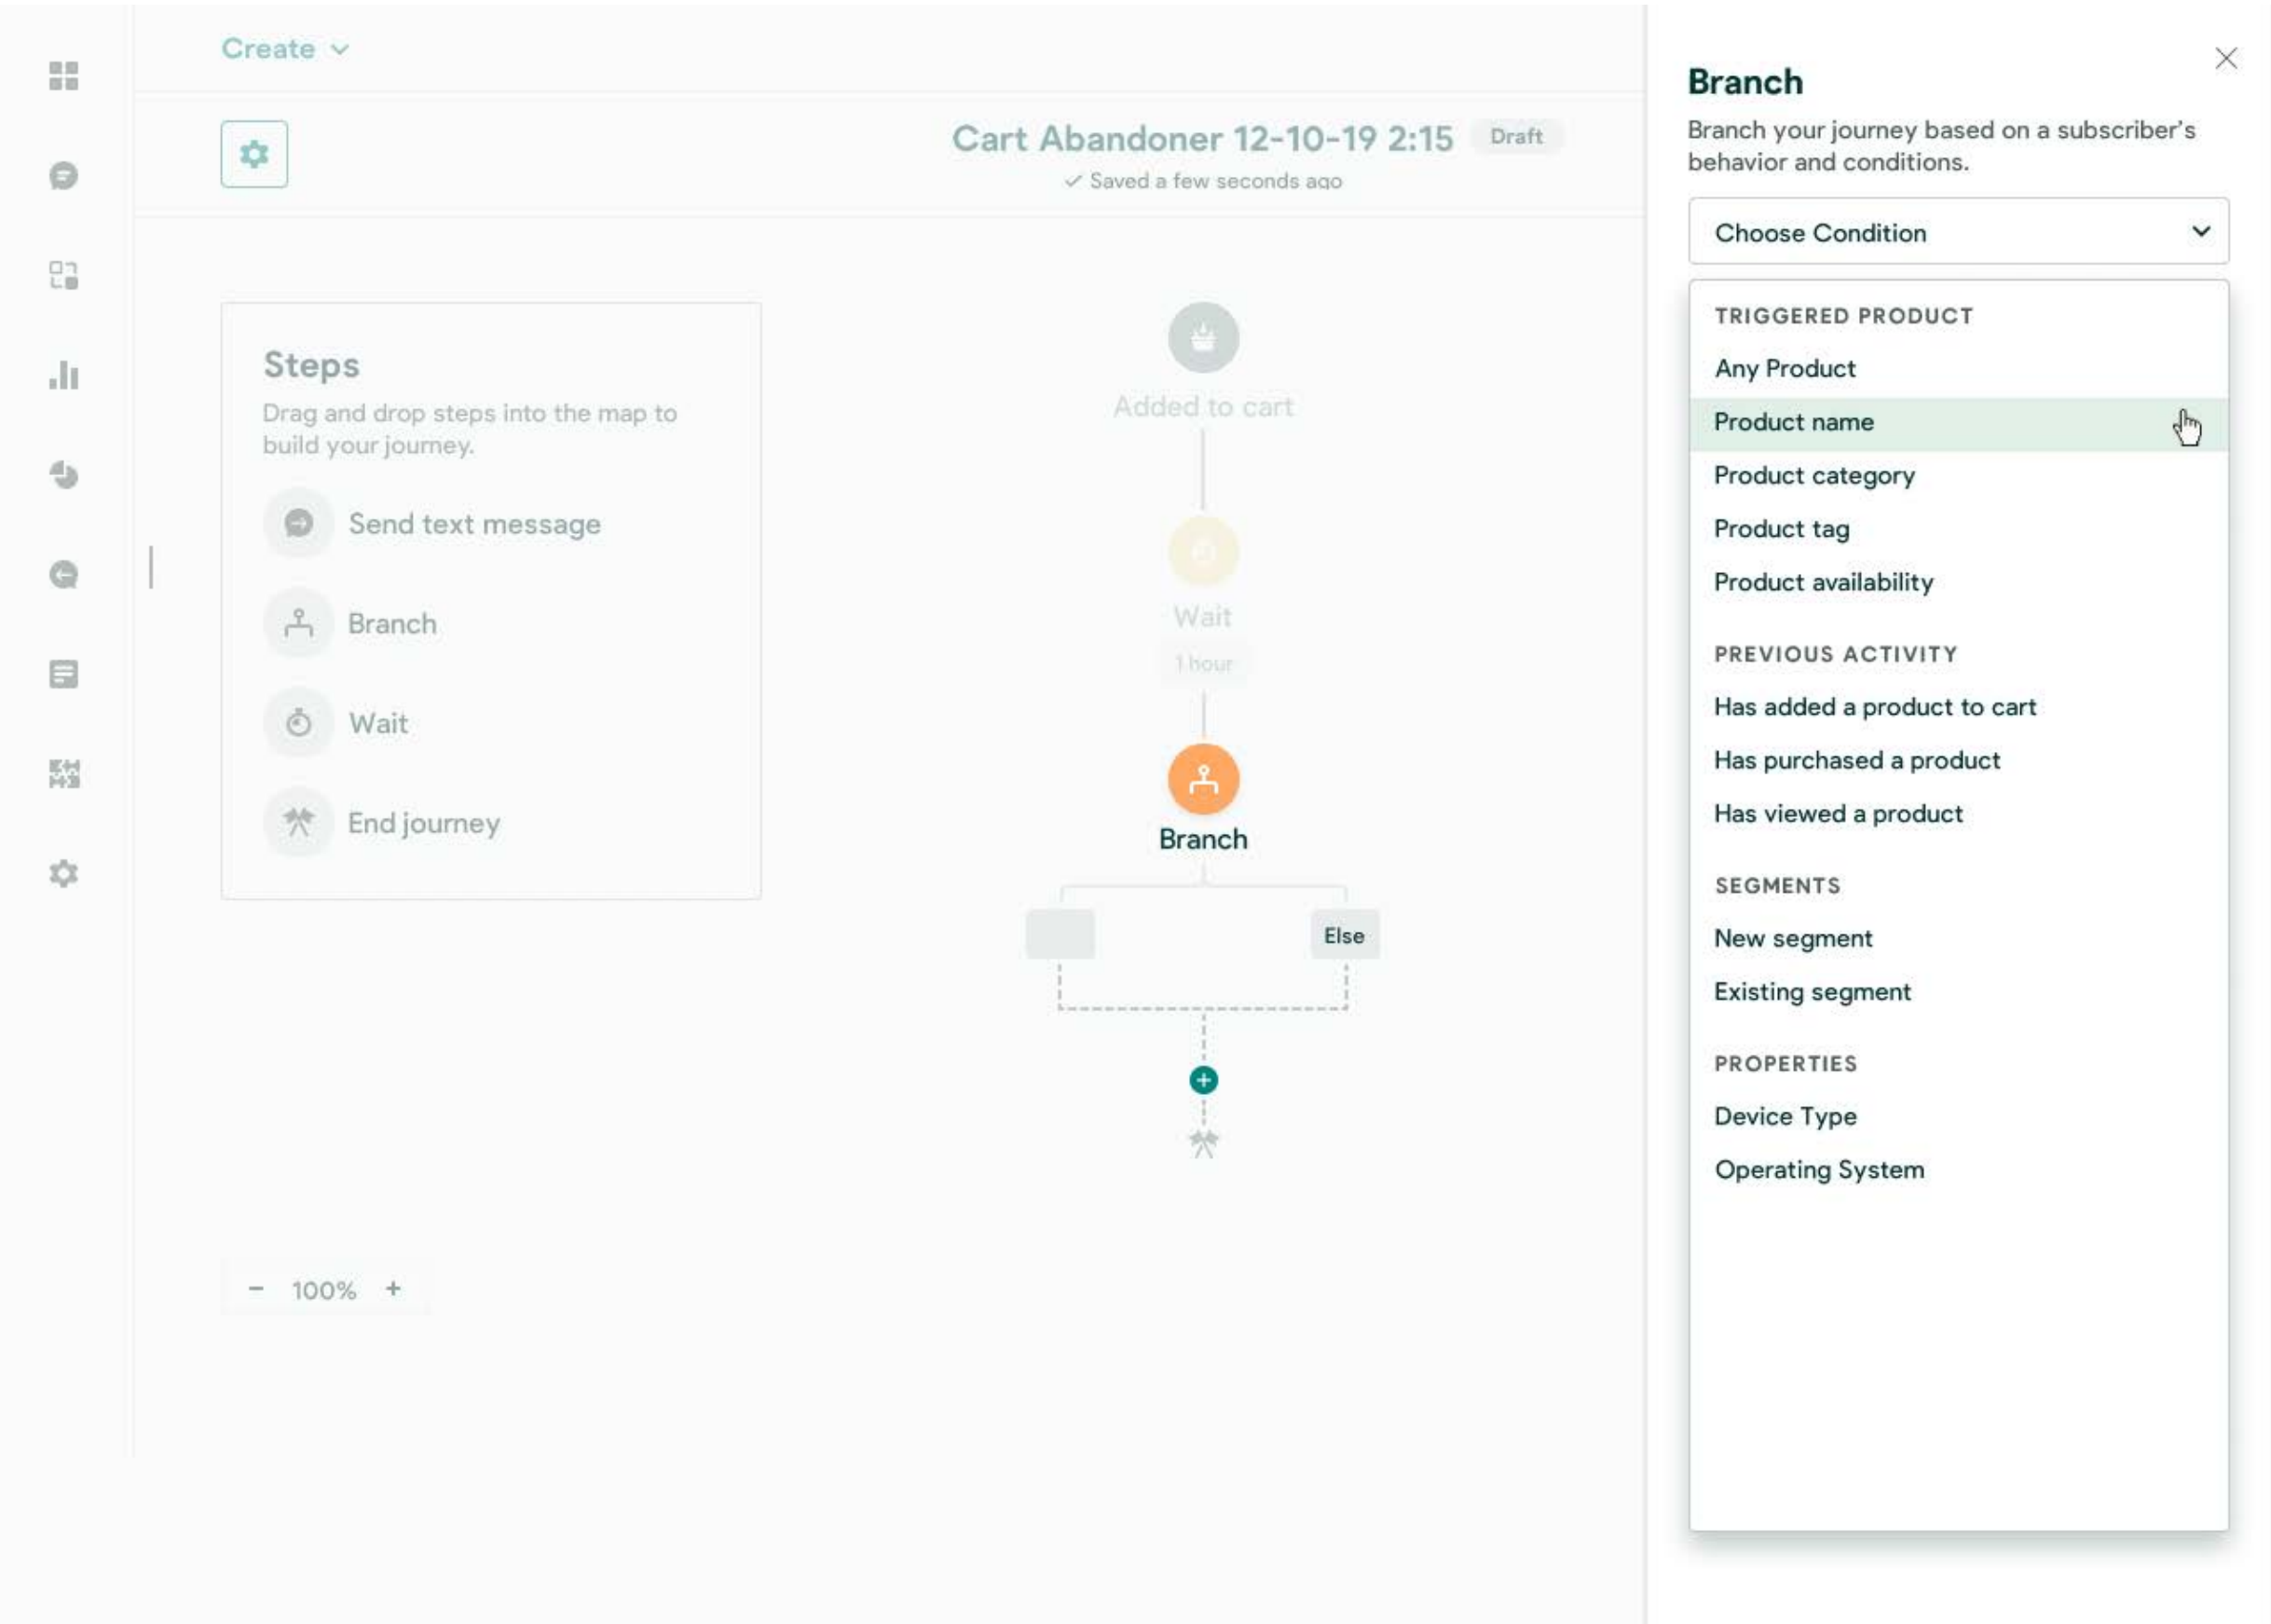 Create
Cart Abandoner 12-10-19 2:15
Draft
Saved a few seconds ago
Steps
Drag and drop steps into the map to
build your journey.
Send text message
Branch
Wait
End journey
Added to cart
Wait
1 hour
Branch
Else
- 100% +
Branch
Branch your journey based on a subscriber's
behavior and conditions.
Choose Condition
TRIGGERED PRODUCT
Any Product
Product name
Product category
Product tag
Product availability
PREVIOUS ACTIVITY
Has added a product to cart
Has purchased a product
Has viewed a product
SEGMENTS
New segment
Existing segment
PROPERTIES
Device Type
Operating System